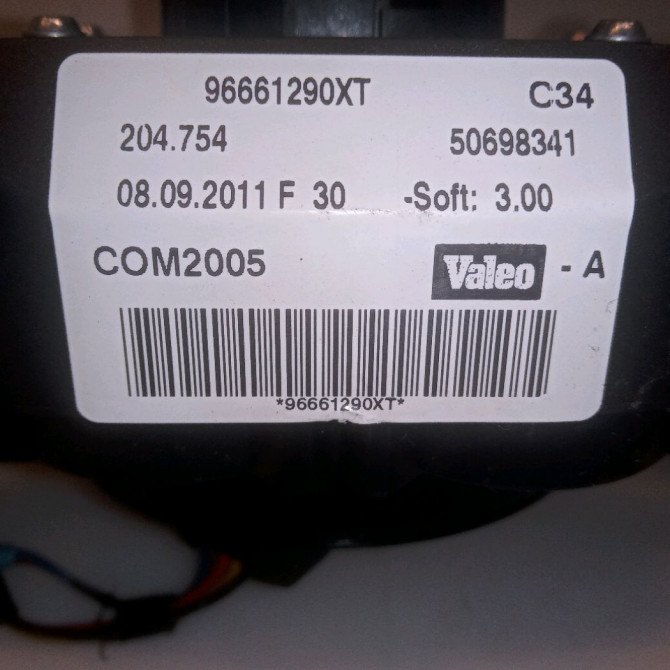 96661290XT C34
204.754 50698341
08.09.2011 F 30 -Soft: 3.00
COM2005 Valeo - A
*96661290XT*